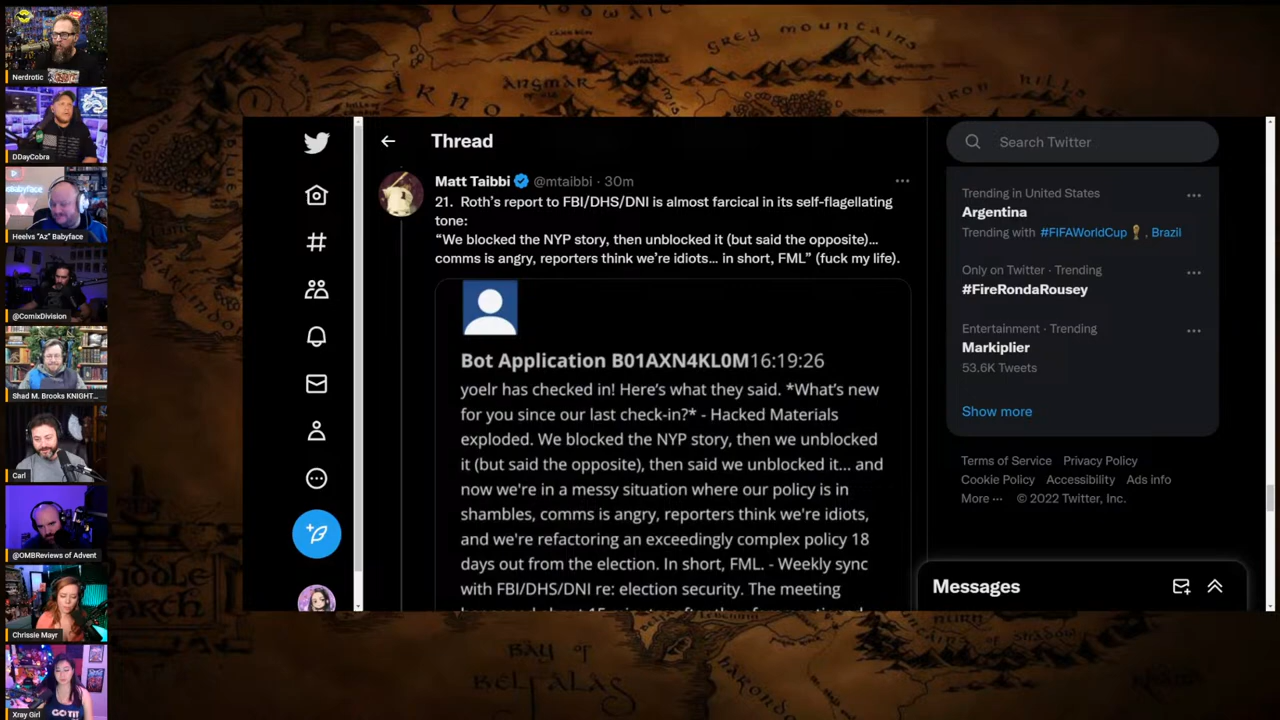 Nerdrotic
DDayCobra
Heelvs "Az" Babyface
@ComixDivision
Shad M. Brooks KNIGHT...
Carl
@OMBReviews of Advent
Chrissie Mayr
Xray Girl
GREY MOUNTAINS
ANGMAR
ARNO
IRON HILLS
Thread
Matt Taibbi @mtaibbi · 30m
21. Roth's report to FBI/DHS/DNI is almost farcical in its self-flagellating
tone:
“We blocked the NYP story, then unblocked it (but said the opposite)…
comms is angry, reporters think we’re idiots… in short, FML” (fuck my life).
Bot Application B01AXN4KL0M16:19:26
yoelr has checked in! Here's what they said. *What's new
for you since our last check-in?* - Hacked Materials
exploded. We blocked the NYP story, then we unblocked
it (but said the opposite), then said we unblocked it... and
now we're in a messy situation where our policy is in
shambles, comms is angry, reporters think we're idiots,
and we're refactoring an exceedingly complex policy 18
days out from the election. In short, FML. - Weekly sync
with FBI/DHS/DNI re: election security. The meeting
Search Twitter
Trending in United States
Argentina
Trending with #FIFAWorldCup , Brazil
Only on Twitter · Trending
#FireRondaRousey
Entertainment · Trending
Markiplier
53.6K Tweets
Show more
Terms of Service Privacy Policy
Cookie Policy Accessibility Ads info
More ··· © 2022 Twitter, Inc.
Messages
BAY OF
BELFALAS